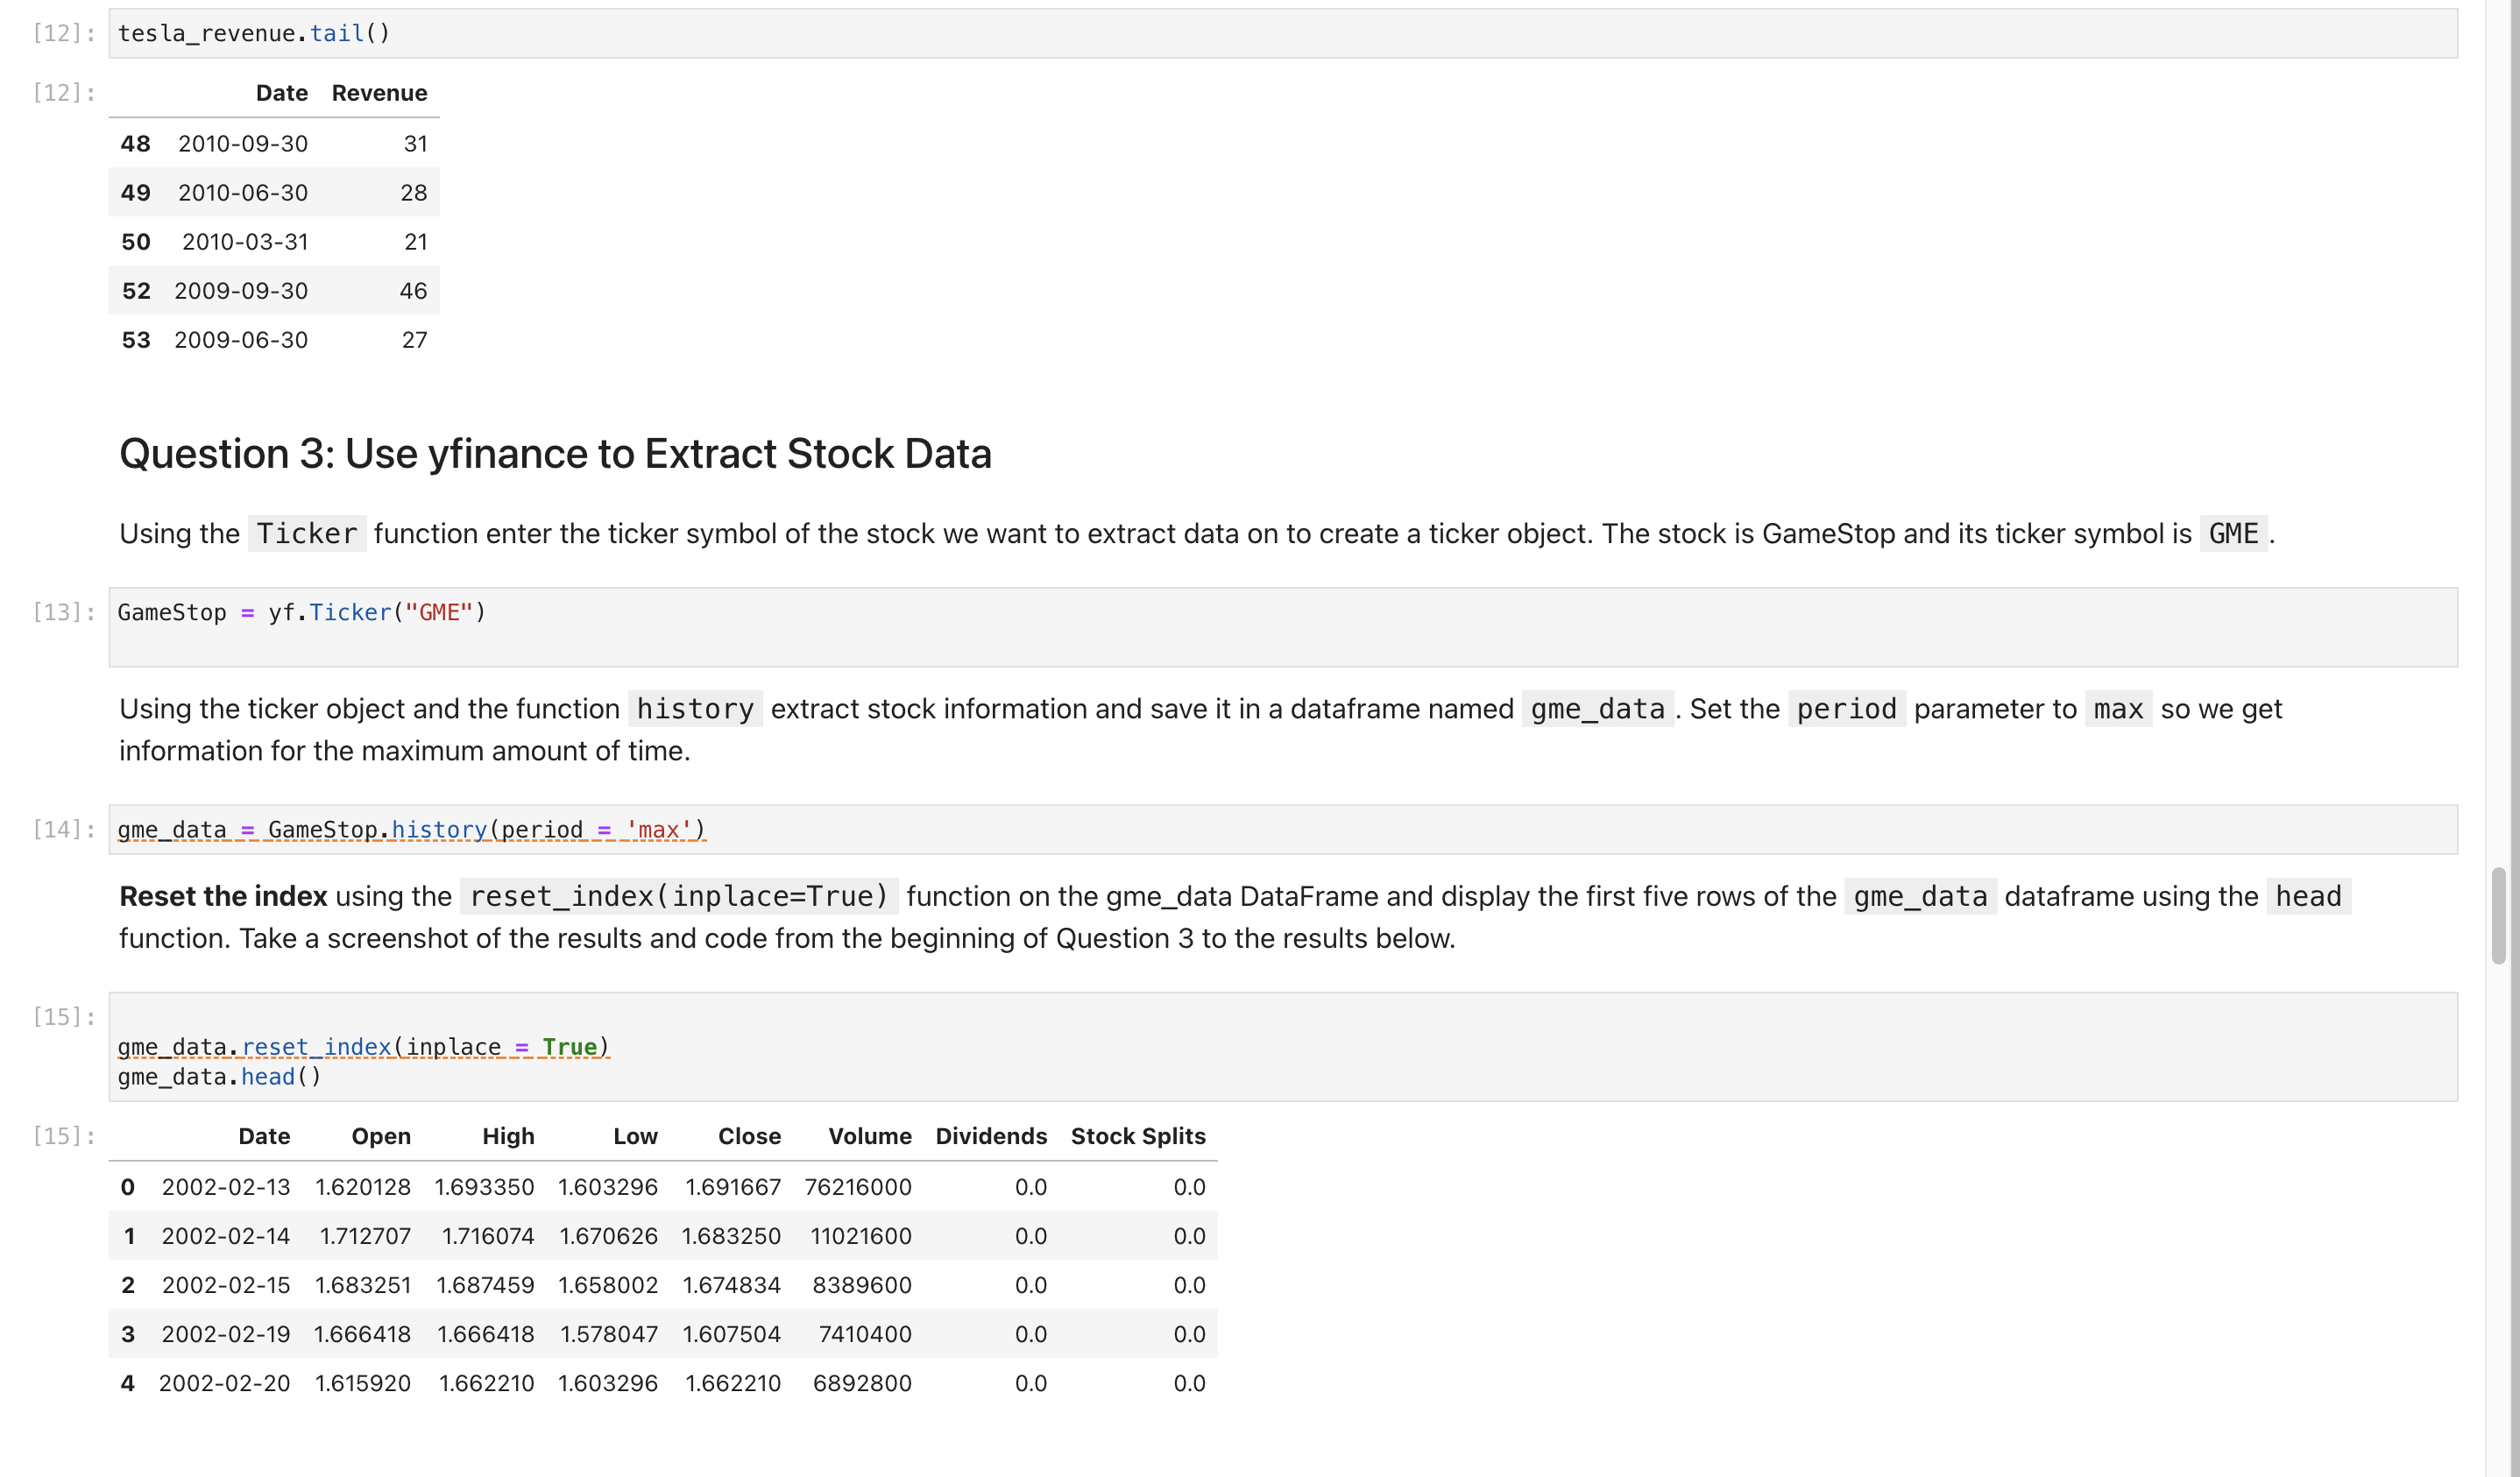 [12]: tesla_revenue.tail()
[12]: Date Revenue
48 2010-09-30 31
49 2010-06-30 28
50 2010-03-31 21
52 2009-09-30 46
53 2009-06-30 27
Question 3: Use yfinance to Extract Stock Data
Using the Ticker function enter the ticker symbol of the stock we want to extract data on to create a ticker object. The stock is GameStop and its ticker symbol is GME .
[13]: GameStop = yf.Ticker("GME")
Using the ticker object and the function history extract stock information and save it in a dataframe named gme_data . Set the period parameter to max so we get
information for the maximum amount of time.
[14]: gme_data = GameStop.history(period = 'max')
Reset the index using the reset_index(inplace=True) function on the gme_data DataFrame and display the first five rows of the gme_data dataframe using the head
function. Take a screenshot of the results and code from the beginning of Question 3 to the results below.
[15]:
gme_data.reset_index(inplace = True)
gme_data.head()
[15]: Date Open High Low Close Volume Dividends Stock Splits
0 2002-02-13 1.620128 1.693350 1.603296 1.691667 76216000 0.0 0.0
1 2002-02-14 1.712707 1.716074 1.670626 1.683250 11021600 0.0 0.0
2 2002-02-15 1.683251 1.687459 1.658002 1.674834 8389600 0.0 0.0
3 2002-02-19 1.666418 1.666418 1.578047 1.607504 7410400 0.0 0.0
4 2002-02-20 1.615920 1.662210 1.603296 1.662210 6892800 0.0 0.0